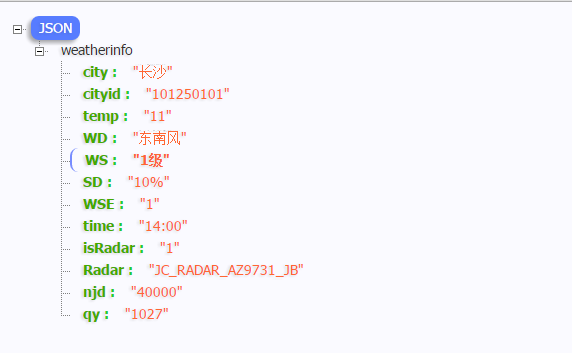 JSON
weatherinfo
city : "长沙"
cityid : "101250101"
temp : "11"
WD : "东南风"
WS : "1级"
SD : "10%"
WSE : "1"
time : "14:00"
isRadar : "1"
Radar : "JC_RADAR_AZ9731_JB"
njd : "40000"
qy : "1027"